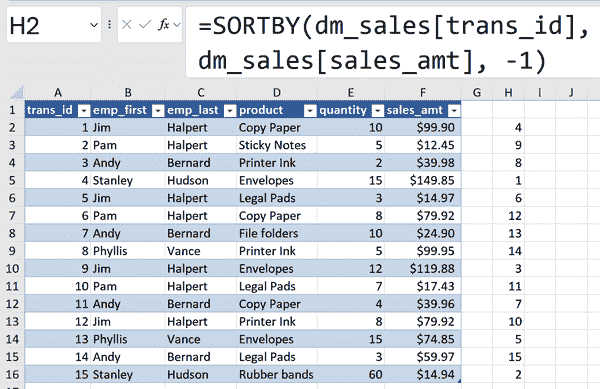 H2 fx =SORTBY(dm_sales[trans_id],
dm_sales[sales_amt], -1)
A B C D E F G H I J
1 trans_id emp_first emp_last product quantity sales_amt
2 1 Jim Halpert Copy Paper 10 $99.90 4
3 2 Pam Halpert Sticky Notes 5 $12.45 9
4 3 Andy Bernard Printer Ink 2 $39.98 8
5 4 Stanley Hudson Envelopes 15 $149.85 1
6 5 Jim Halpert Legal Pads 3 $14.97 6
7 6 Pam Halpert Copy Paper 8 $79.92 12
8 7 Andy Bernard File folders 10 $24.90 13
9 8 Phyllis Vance Printer Ink 5 $99.95 14
10 9 Jim Halpert Envelopes 12 $119.88 3
11 10 Pam Halpert Legal Pads 7 $17.43 11
12 11 Andy Bernard Copy Paper 4 $39.96 7
13 12 Jim Halpert Printer Ink 8 $79.92 10
14 13 Phyllis Vance Envelopes 15 $74.85 5
15 14 Andy Bernard Legal Pads 3 $59.97 15
16 15 Stanley Hudson Rubber bands 60 $14.94 2